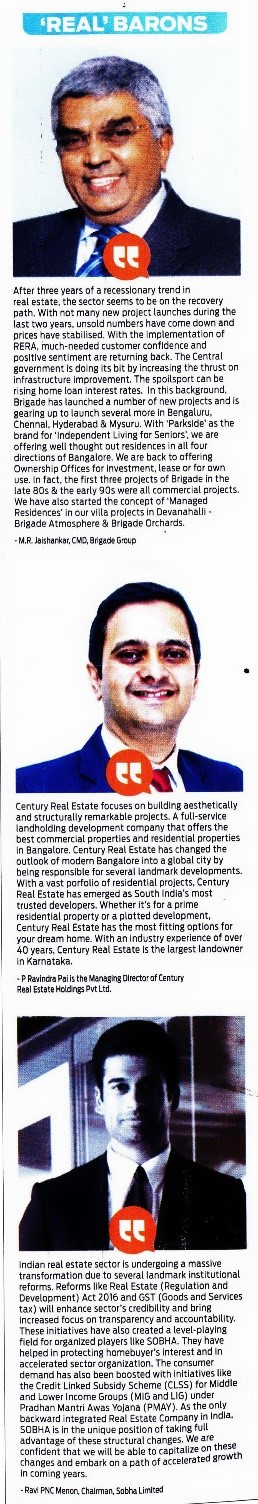 'REAL' BARONS
After three years of a recessionary trend in
real estate, the sector seems to be on the recovery
path. With not many new project launches during the
last two years, unsold numbers have come down and
prices have stabilised. With the implementation of
RERA, much-needed customer confidence and
positive sentiment are returning back. The Central
government is doing its bit by increasing the thrust on
infrastructure improvement. The spoilsport can be
rising home loan interest rates. In this background,
Brigade has launched a number of new projects and is
gearing up to launch several more in Bengaluru,
Chennai, Hyderabad & Mysuru. With 'Parkside' as the
brand for 'Independent Living for Seniors', we are
offering well thought out residences in all four
directions of Bangalore. We are back to offering
Ownership Offices for investment, lease or for own
use. In fact, the first three projects of Brigade in the
late 80s & the early 90s were all commercial projects.
We have also started the concept of 'Managed
Residences' in our villa projects in Devanahalli -
Brigade Atmosphere & Brigade Orchards.
- M.R. Jaishankar, CMD, Brigade Group
Century Real Estate focuses on building aesthetically
and structurally remarkable projects. A full-service
landholding development company that offers the
best commercial properties and residential properties
in Bangalore. Century Real Estate has changed the
outlook of modern Bangalore into a global city by
being responsible for several landmark developments.
With a vast porfolio of residential projects, Century
Real Estate has emerged as South India's most
trusted developers. Whether it's for a prime
residential property or a plotted development,
Century Real Estate has the most fitting options for
your dream home. With an industry experience of over
40 years, Century Real Estate is the largest landowner
in Karnataka.
- P Ravindra Pai is the Managing Director of Century
Real Estate Holdings Pvt Ltd.
Indian real estate sector is undergoing a massive
transformation due to several landmark institutional
reforms. Reforms like Real Estate (Regulation and
Development) Act 2016 and GST (Goods and Services
tax) will enhance sector's credibility and bring
increased focus on transparency and accountability.
These initiatives have also created a level-playing
field for organized players like SOBHA. They have
helped in protecting homebuyer's interest and in
accelerated sector organization. The consumer
demand has also been boosted with initiatives like
the Credit Linked Subsidy Scheme (CLSS) for Middle
and Lower Income Groups (MIG and LIG) under
Pradhan Mantri Awas Yojana (PMAY). As the only
backward integrated Real Estate Company in India,
SOBHA is in the unique position of taking full
advantage of these structural changes. We are
confident that we will be able to capitalize on these
changes and embark on a path of accelerated growth
in coming years.
- Ravi PNC Menon, Chairman, Sobha Limited